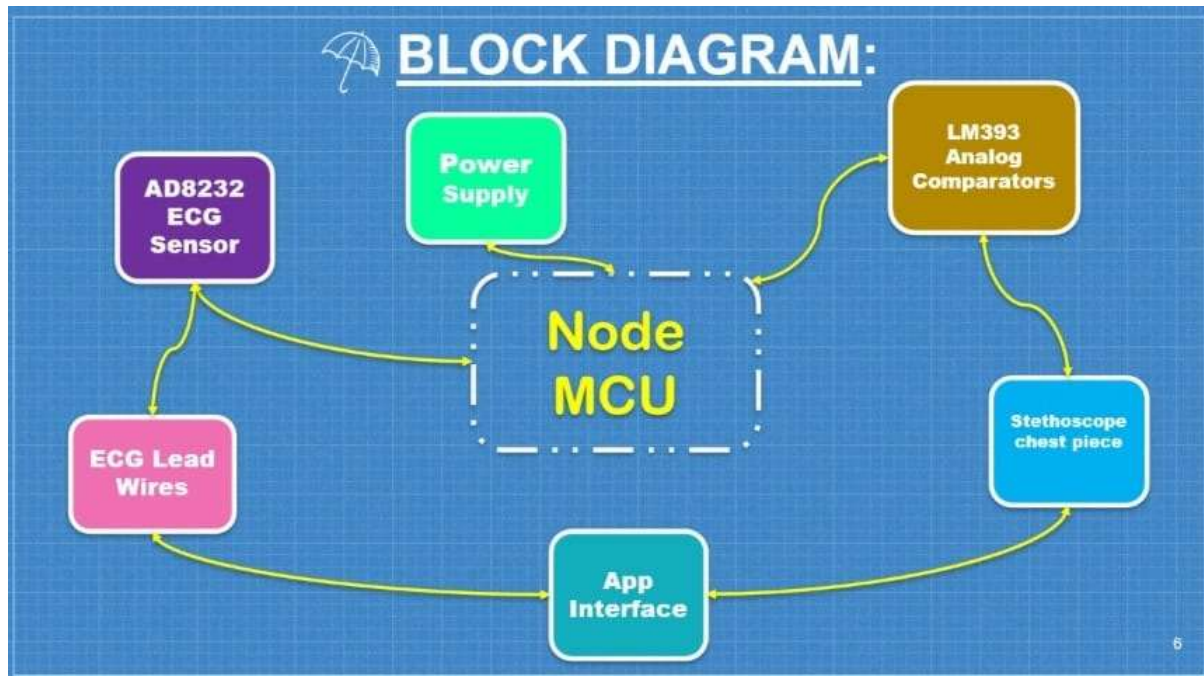 BLOCK DIAGRAM:
Power
Supply
LM393
Analog
Comparators
AD8232
ECG
Sensor
Node
MCU
Stethoscope
chest piece
ECG Lead
Wires
App
Interface
6